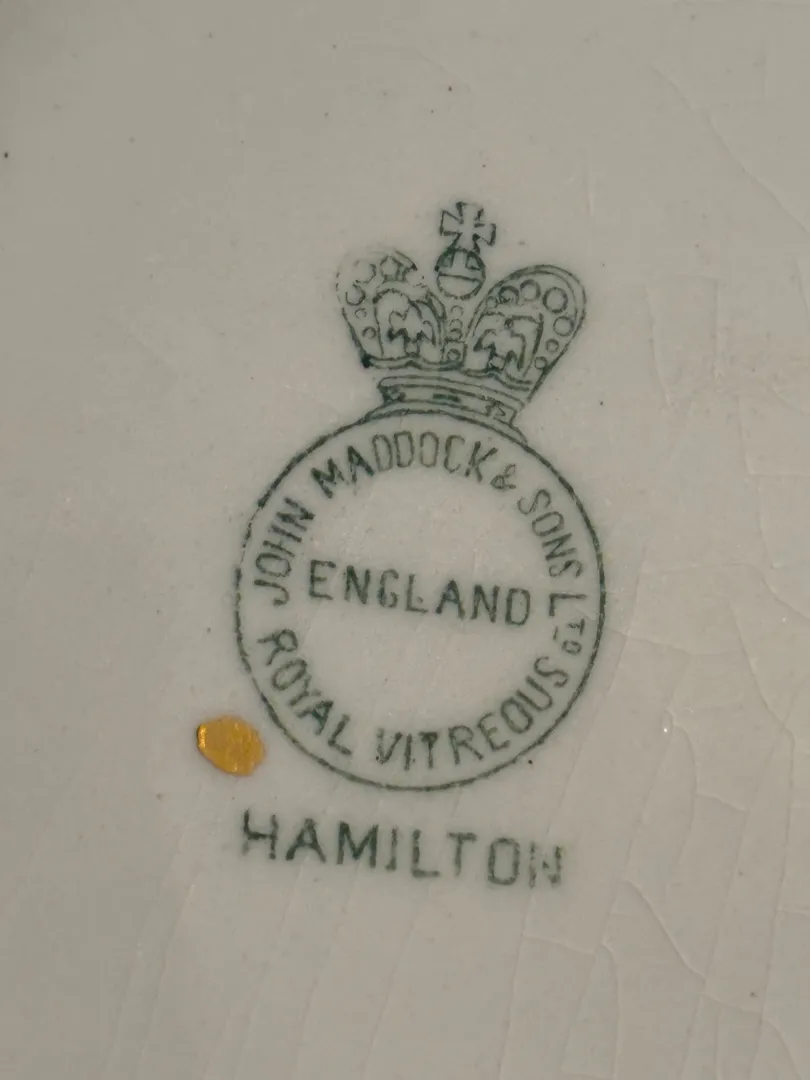 JOHN MADDOCK & SONS LTD
ENGLAND
ROYAL VITREOUS
HAMILTON